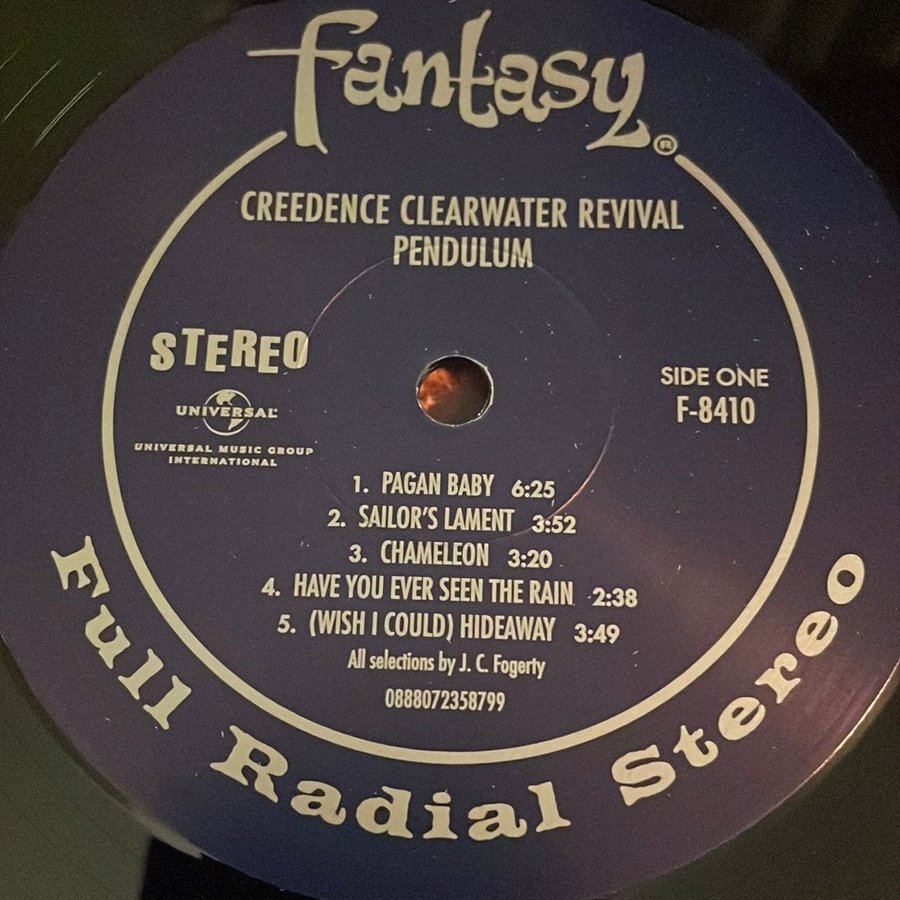 fantasy®
CREEDENCE CLEARWATER REVIVAL
PENDULUM
STEREO
UNIVERSAL
UNIVERSAL MUSIC GROUP
INTERNATIONAL
SIDE ONE
F-8410
1. PAGAN BABY 6:25
2. SAILOR'S LAMENT 3:52
3. CHAMELEON 3:20
4. HAVE YOU EVER SEEN THE RAIN 2:38
5. (WISH I COULD) HIDEAWAY 3:49
All selections by J. C. Fogerty
0888072358799
Full Radial Stereo